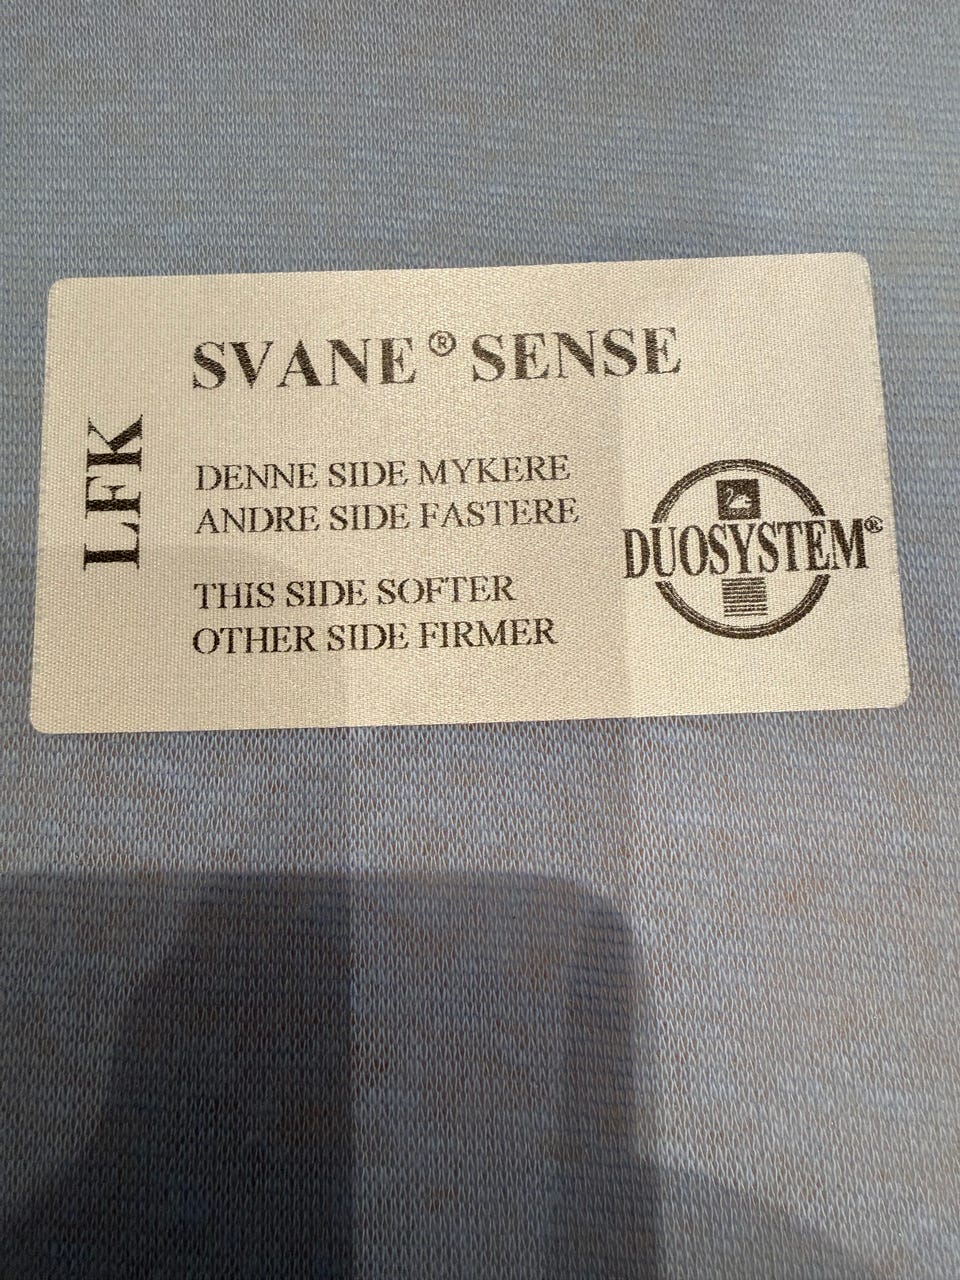 LFK
SVANE® SENSE
DENNE SIDE MYKERE
ANDRE SIDE FASTERE
THIS SIDE SOFTER
OTHER SIDE FIRMER
DUOSYSTEM®